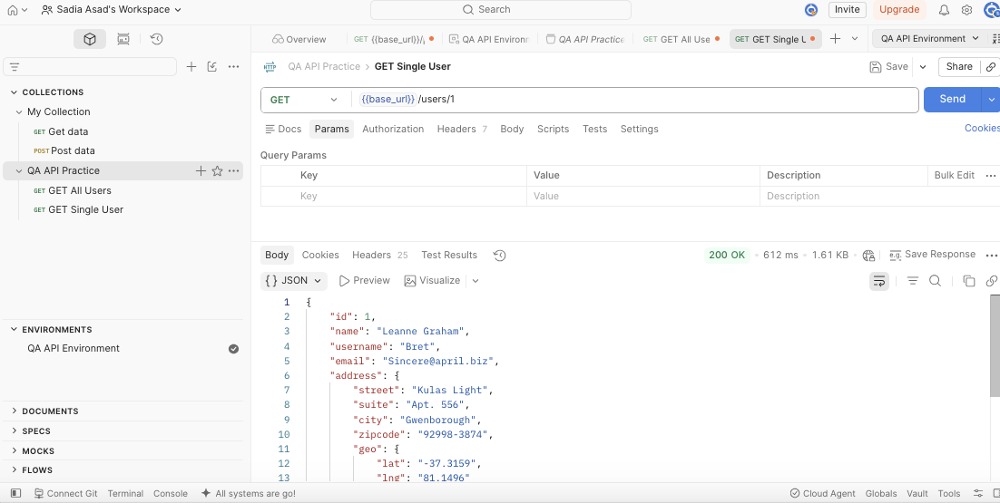 Sadia Asad's Workspace
Search
Invite
Upgrade
Overview
GET {{base_url}}/
QA API Environ
QA API Practice
GET GET All Use
GET GET Single U
QA API Environment
QA API Practice > GET Single User
Save
Share
GET
{{base_url}} /users/1
Send
Docs Params Authorization Headers 7 Body Scripts Tests Settings
Cookies
Query Params
Key Value Description Bulk Edit
Key Value Description
COLLECTIONS
My Collection
GET Get data
POST Post data
QA API Practice
GET GET All Users
GET GET Single User
ENVIRONMENTS
QA API Environment
DOCUMENTS
SPECS
MOCKS
FLOWS
Body Cookies Headers 25 Test Results
200 OK 612 ms 1.61 KB e.g. Save Response
{ } JSON Preview Visualize
1 {
2 "id": 1,
3 "name": "Leanne Graham",
4 "username": "Bret",
5 "email": "Sincere@april.biz",
6 "address": {
7 "street": "Kulas Light",
8 "suite": "Apt. 556",
9 "city": "Gwenborough",
10 "zipcode": "92998-3874",
11 "geo": {
12 "lat": "-37.3159",
13 "lng": "81.1496"
Connect Git Terminal Console All systems are go!
Cloud Agent Globals Vault Tools